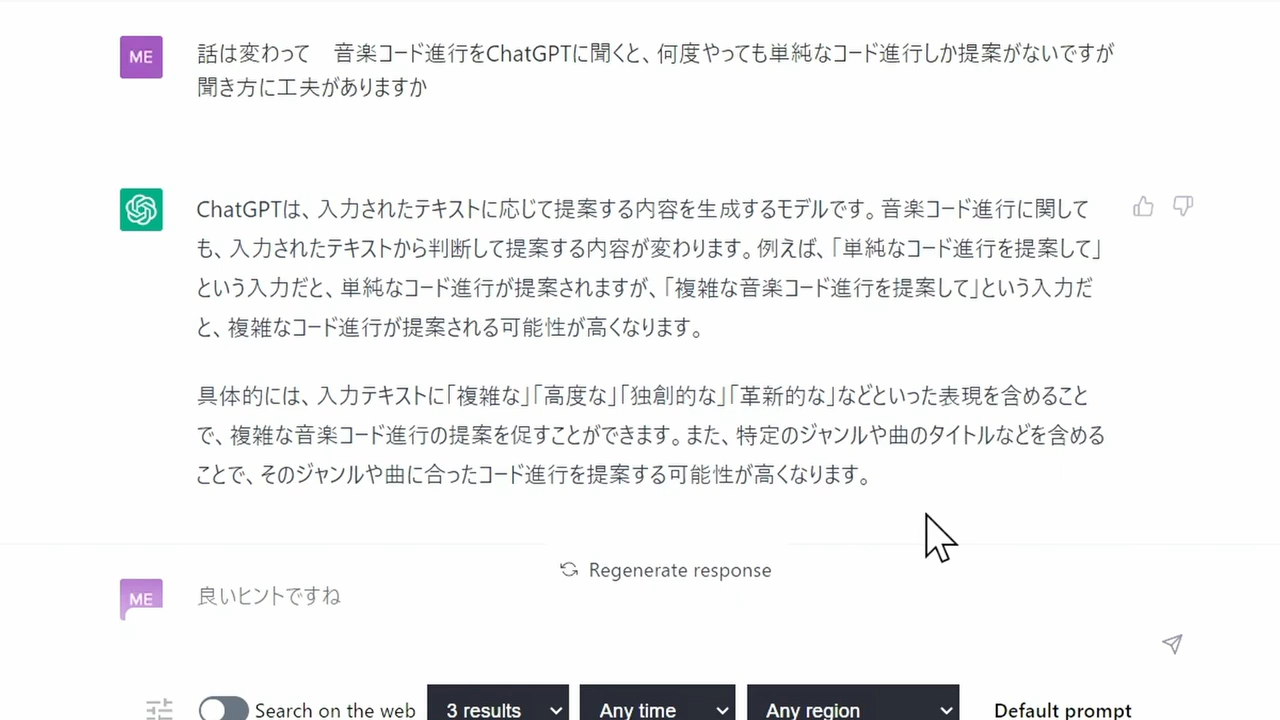 ME
話は変わって　音楽コード進行をChatGPTに聞くと、何度やっても単純なコード進行しか提案がないですが
聞き方に工夫がありますか
ChatGPTは、入力されたテキストに応じて提案する内容を生成するモデルです。音楽コード進行に関して
も、入力されたテキストから判断して提案する内容が変わります。例えば、「単純なコード進行を提案して」
という入力だと、単純なコード進行が提案されますが、「複雑な音楽コード進行を提案して」という入力だ
と、複雑なコード進行が提案される可能性が高くなります。
具体的には、入力テキストに「複雑な」「高度な」「独創的な」「革新的な」などといった表現を含めること
で、複雑な音楽コード進行の提案を促すことができます。また、特定のジャンルや曲のタイトルなどを含める
ことで、そのジャンルや曲に合ったコード進行を提案する可能性が高くなります。
Regenerate response
ME
良いヒントですね
Search on the web
3 results
Any time
Any region
Default prompt